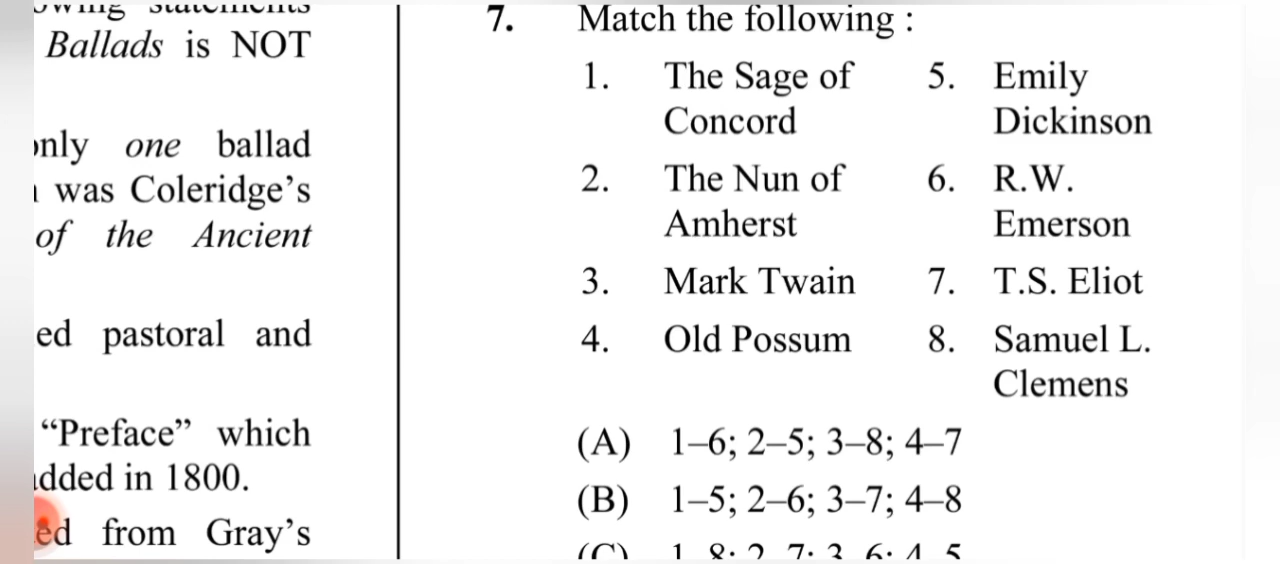 Ballads is NOT
only one ballad
was Coleridge's
of the Ancient
ed pastoral and
"Preface" which
added in 1800.
ed from Gray's
7. Match the following :
1. The Sage of Concord
5. Emily Dickinson
2. The Nun of Amherst
6. R.W. Emerson
3. Mark Twain
7. T.S. Eliot
4. Old Possum
8. Samuel L. Clemens
(A) 1–6; 2–5; 3–8; 4–7
(B) 1–5; 2–6; 3–7; 4–8